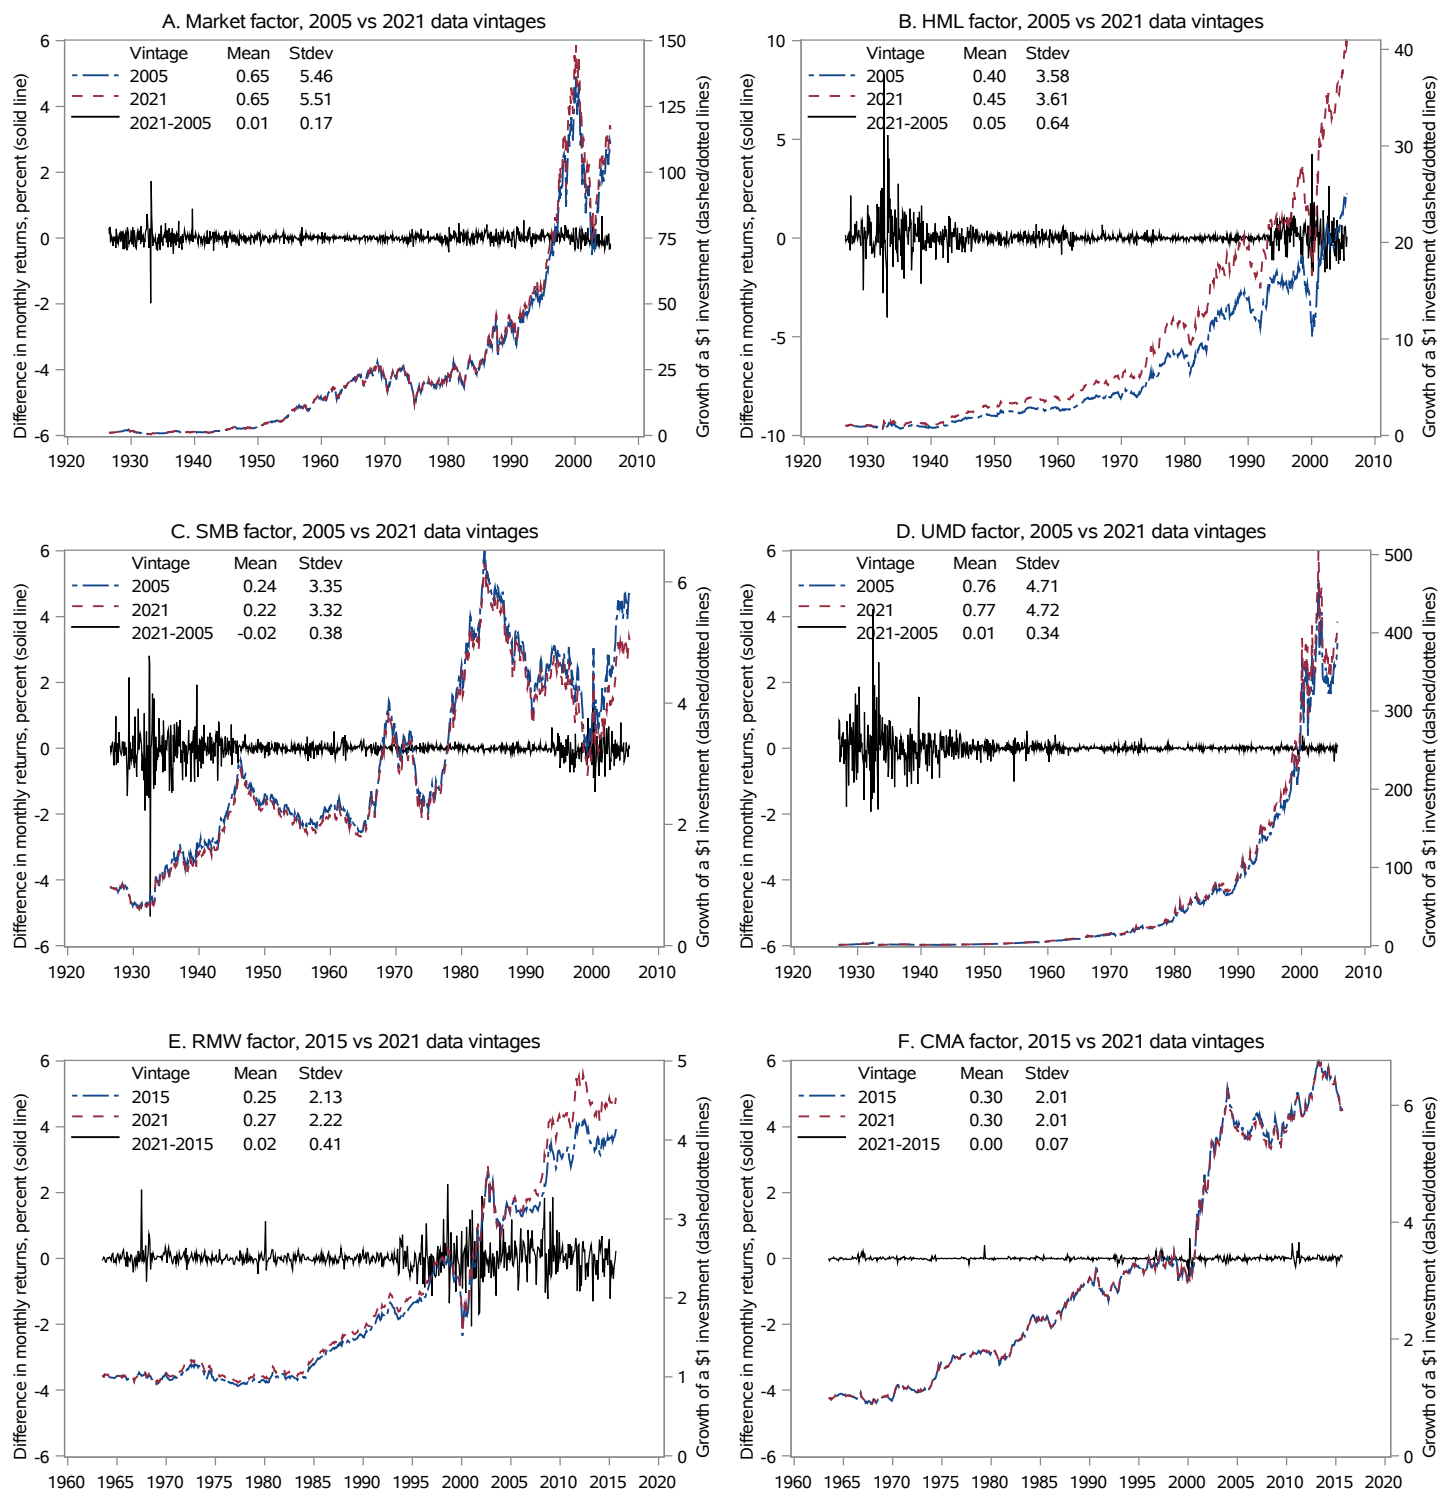 A. Market factor, 2005 vs 2021 data vintages
Difference in monthly returns, percent (solid line)
Growth of a $1 investment (dashed/dotted lines)
Vintage Mean Stdev
2005 0.65 5.46
2021 0.65 5.51
2021-2005 0.01 0.17
6
4
2
0
-2
-4
-6
150
125
100
75
50
25
0
1920 1930 1940 1950 1960 1970 1980 1990 2000 2010
B. HML factor, 2005 vs 2021 data vintages
Difference in monthly returns, percent (solid line)
Growth of a $1 investment (dashed/dotted lines)
Vintage Mean Stdev
2005 0.40 3.58
2021 0.45 3.61
2021-2005 0.05 0.64
10
5
0
-5
-10
40
30
20
10
0
1920 1930 1940 1950 1960 1970 1980 1990 2000 2010
C. SMB factor, 2005 vs 2021 data vintages
Difference in monthly returns, percent (solid line)
Growth of a $1 investment (dashed/dotted lines)
Vintage Mean Stdev
2005 0.24 3.35
2021 0.22 3.32
2021-2005 -0.02 0.38
6
4
2
0
-2
-4
-6
6
4
2
0
1920 1930 1940 1950 1960 1970 1980 1990 2000 2010
D. UMD factor, 2005 vs 2021 data vintages
Difference in monthly returns, percent (solid line)
Growth of a $1 investment (dashed/dotted lines)
Vintage Mean Stdev
2005 0.76 4.71
2021 0.77 4.72
2021-2005 0.01 0.34
6
4
2
0
-2
-4
-6
500
400
300
200
100
0
1920 1930 1940 1950 1960 1970 1980 1990 2000 2010
E. RMW factor, 2015 vs 2021 data vintages
Difference in monthly returns, percent (solid line)
Growth of a $1 investment (dashed/dotted lines)
Vintage Mean Stdev
2015 0.25 2.13
2021 0.27 2.22
2021-2015 0.02 0.41
6
4
2
0
-2
-4
-6
5
4
3
2
1
0
1960 1965 1970 1975 1980 1985 1990 1995 2000 2005 2010 2015 2020
F. CMA factor, 2015 vs 2021 data vintages
Difference in monthly returns, percent (solid line)
Growth of a $1 investment (dashed/dotted lines)
Vintage Mean Stdev
2015 0.30 2.01
2021 0.30 2.01
2021-2015 0.00 0.07
6
4
2
0
-2
-4
-6
6
4
2
0
1960 1965 1970 1975 1980 1985 1990 1995 2000 2005 2010 2015 2020